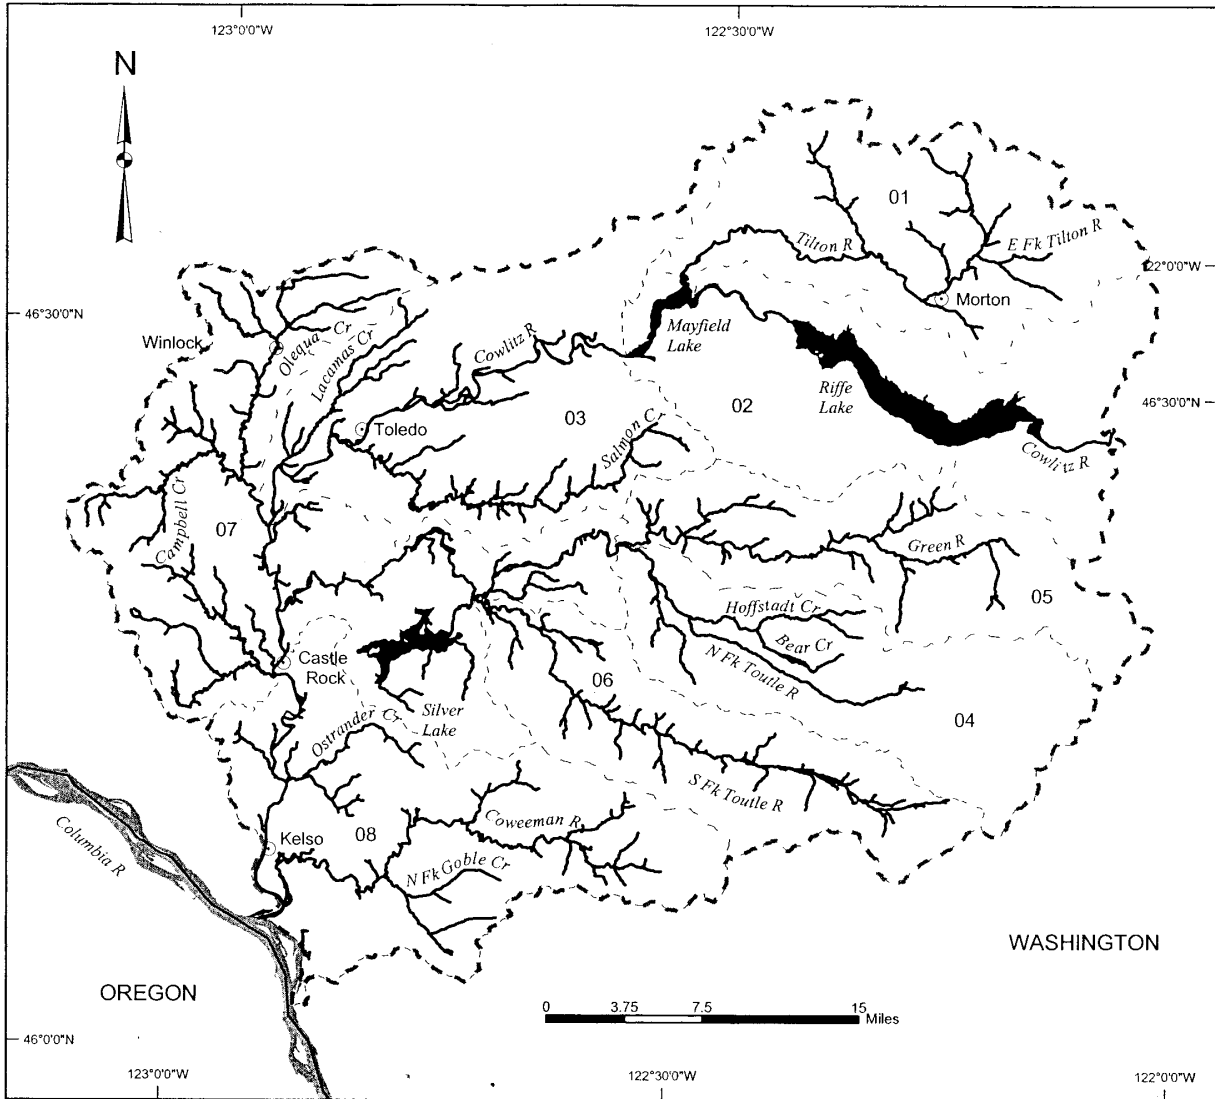 123°0'0"W
122°30'0"W
N
01
Tilton R
E Fk Tilton R
122°0'0"W
Morton
46°30'0"N
Winlock
Olequa Cr
Lacamas Cr
Cowlitz R
Mayfield
Lake
Riffe
Lake
02
46°30'0"N
03
Toledo
Salmon Cr
Cowlitz R
Campbell Cr
07
Green R
05
Hoffstadt Cr
Bear Cr
N Fk Toutle R
Castle
Rock
06
04
Silver
Lake
Ostrander Cr
S Fk Toutle R
Columbia R
Kelso
08
Coweeman R
N Fk Goble Cr
WASHINGTON
OREGON
0
3.75
7.5
15
Miles
46°0'0"N
123°0'0"W
122°30'0"W
122°0'0"W